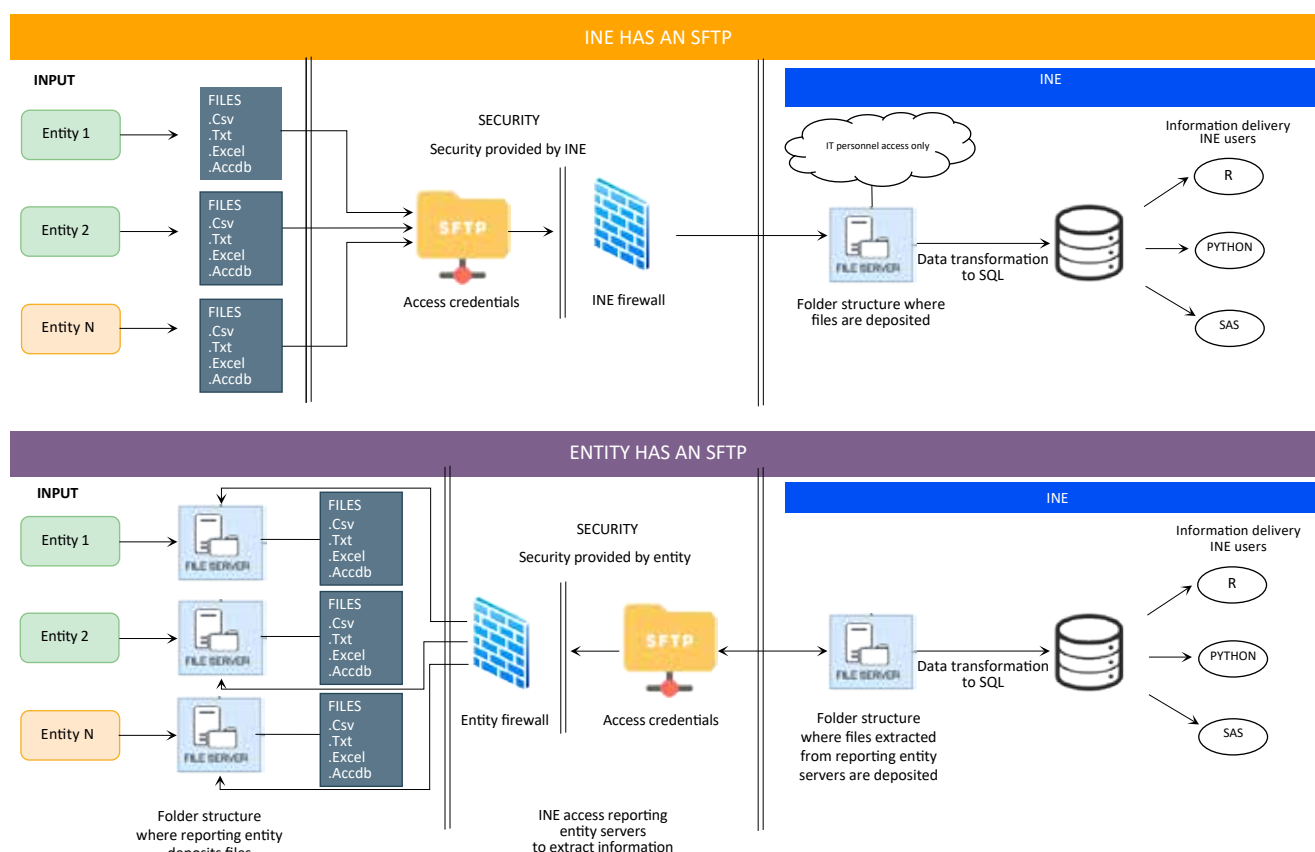 INE HAS AN SFTP
INPUT
INE
Entity 1
FILES
.Csv
.Txt
.Excel
.Accdb
Entity 2
FILES
.Csv
.Txt
.Excel
.Accdb
Entity N
FILES
.Csv
.Txt
.Excel
.Accdb
SECURITY
Security provided by INE
SFTP
Access credentials
INE firewall
IT personnel access only
FILE SERVER
Folder structure where
files are deposited
Data transformation
to SQL
Information delivery
INE users
R
PYTHON
SAS
ENTITY HAS AN SFTP
INPUT
INE
Entity 1
FILE SERVER
FILES
.Csv
.Txt
.Excel
.Accdb
Entity 2
FILE SERVER
FILES
.Csv
.Txt
.Excel
.Accdb
Entity N
FILE SERVER
FILES
.Csv
.Txt
.Excel
.Accdb
Folder structure
where reporting entity
deposits files
SECURITY
Security provided by entity
Entity firewall
SFTP
Access credentials
INE access reporting
entity servers
to extract information
FILE SERVER
Folder structure
where files extracted
from reporting entity
servers are deposited
Data transformation
to SQL
Information delivery
INE users
R
PYTHON
SAS